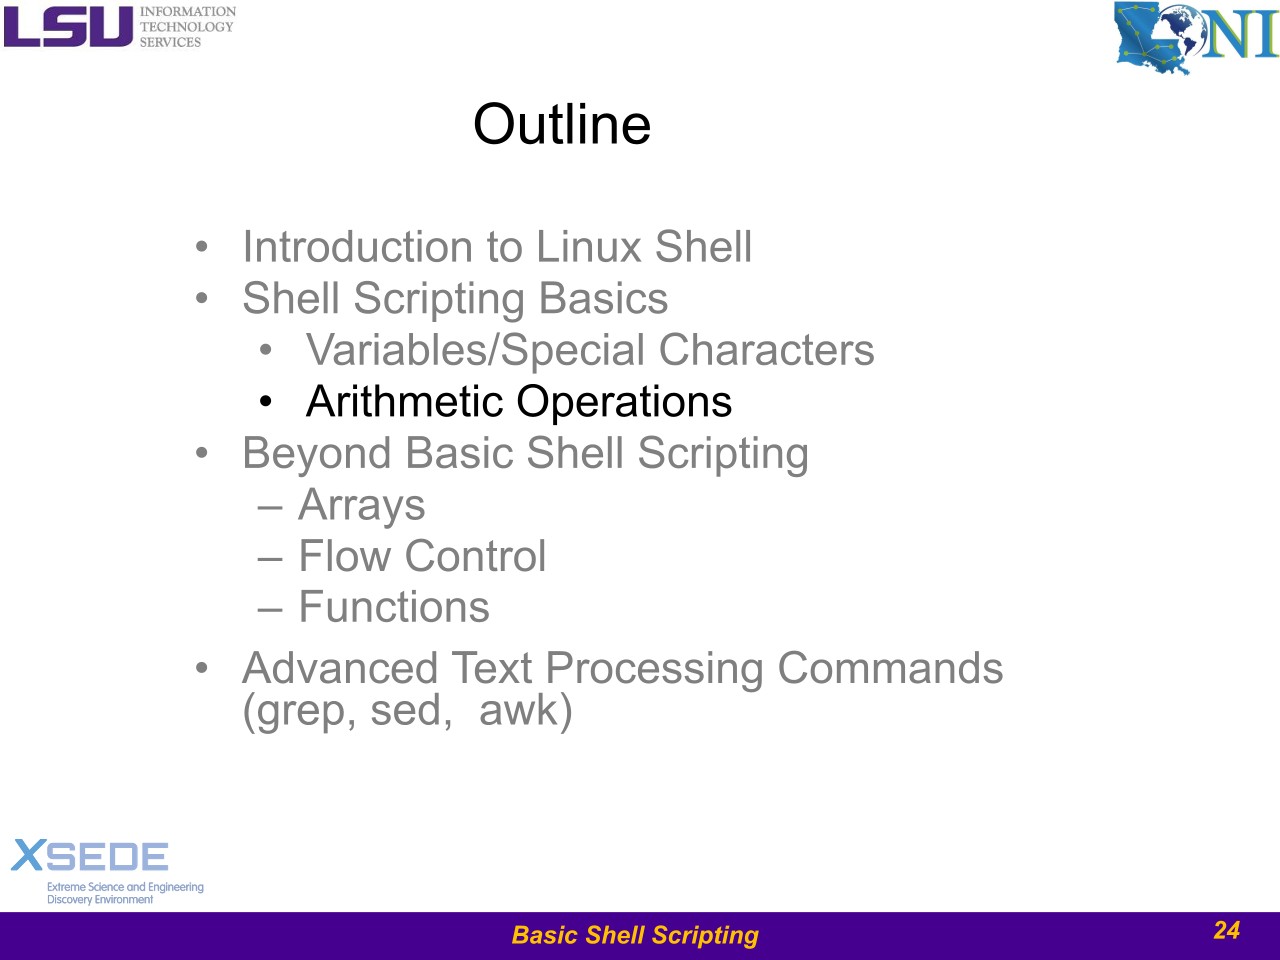 LSU INFORMATION
TECHNOLOGY
SERVICES
LONI
Outline
• Introduction to Linux Shell
• Shell Scripting Basics
• Variables/Special Characters
• Arithmetic Operations
• Beyond Basic Shell Scripting
– Arrays
– Flow Control
– Functions
• Advanced Text Processing Commands
(grep, sed,  awk)
XSEDE
Extreme Science and Engineering
Discovery Environment
Basic Shell Scripting
24